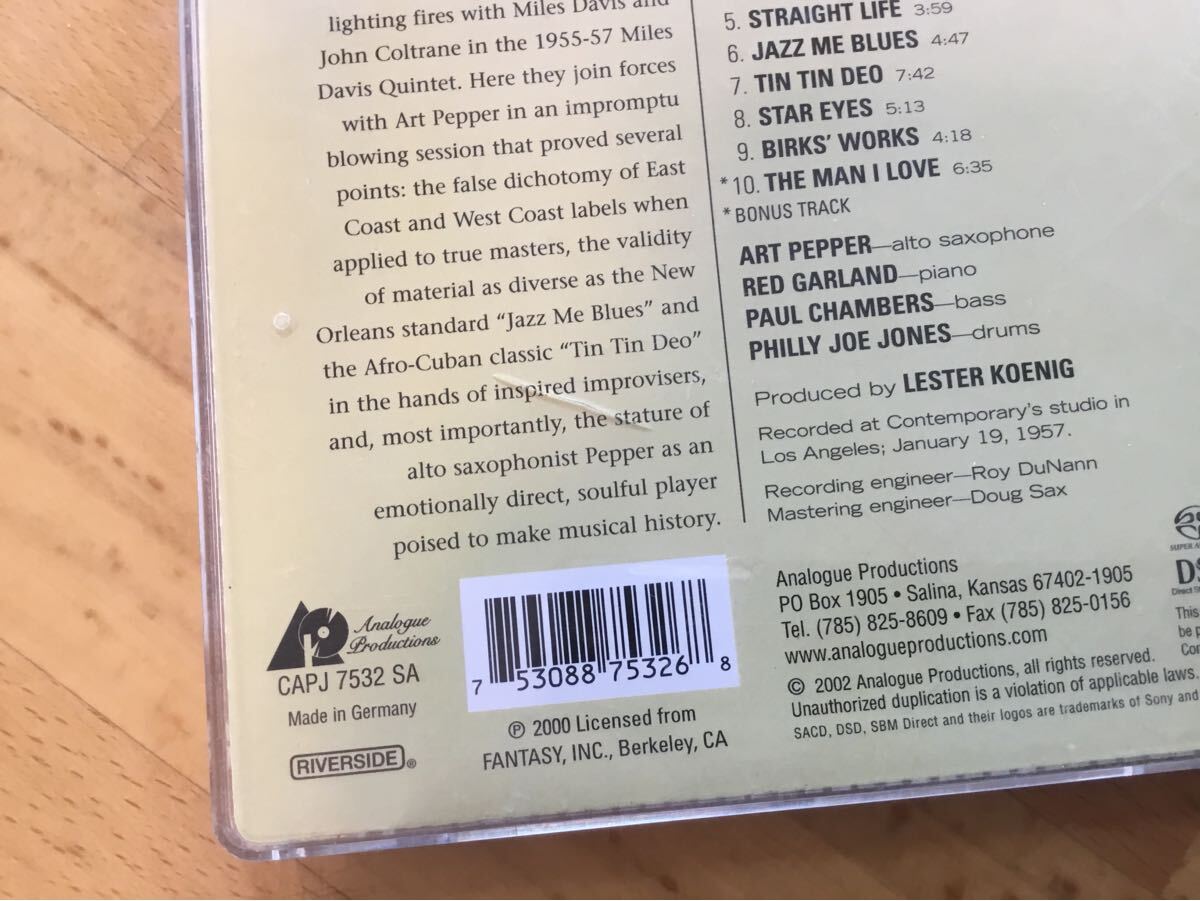 lighting fires with Miles Davis and
John Coltrane in the 1955-57 Miles
Davis Quintet. Here they join forces
with Art Pepper in an impromptu
blowing session that proved several
points: the false dichotomy of East
Coast and West Coast labels when
applied to true masters, the validity
of material as diverse as the New
Orleans standard “Jazz Me Blues” and
the Afro-Cuban classic “Tin Tin Deo”
in the hands of inspired improvisers,
and, most importantly, the stature of
alto saxophonist Pepper as an
emotionally direct, soulful player
poised to make musical history.
5. STRAIGHT LIFE 3:59
6. JAZZ ME BLUES 4:47
7. TIN TIN DEO 7:42
8. STAR EYES 5:13
9. BIRKS’ WORKS 4:18
*10. THE MAN I LOVE 6:35
*BONUS TRACK
ART PEPPER—alto saxophone
RED GARLAND—piano
PAUL CHAMBERS—bass
PHILLY JOE JONES—drums
Produced by LESTER KOENIG
Recorded at Contemporary’s studio in
Los Angeles; January 19, 1957.
Recording engineer—Roy DuNann
Mastering engineer—Doug Sax
Analogue Productions
CAPJ 7532 SA
Made in Germany
RIVERSIDE®
7 53088 75326 8
℗ 2000 Licensed from
FANTASY, INC., Berkeley, CA
Analogue Productions
PO Box 1905 • Salina, Kansas 67402-1905
Tel. (785) 825-8609 • Fax (785) 825-0156
www.analogueproductions.com
© 2002 Analogue Productions, all rights reserved.
Unauthorized duplication is a violation of applicable laws.
SACD, DSD, SBM Direct and their logos are trademarks of Sony and
SUPER
Direct
This
be